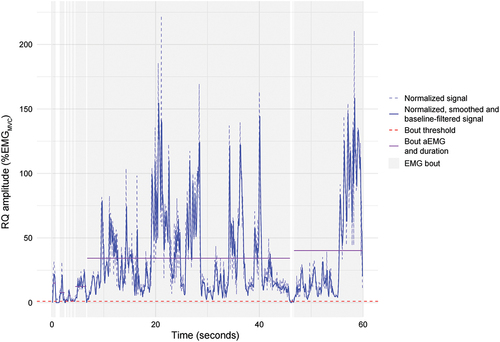 200
150
100
50
0
RQ amplitude (%EMG_MVC)
0
20
40
60
Time (seconds)
Normalized signal
Normalized, smoothed and
baseline-filtered signal
Bout threshold
Bout aEMG
and duration
EMG bout